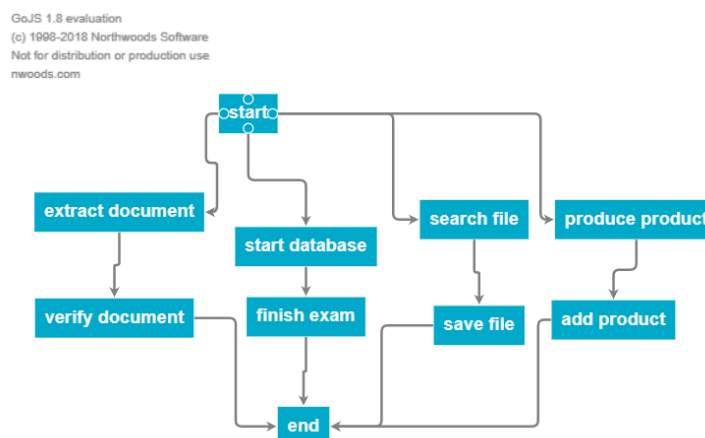 GoJS 1.8 evaluation
(c) 1998-2018 Northwoods Software
Not for distribution or production use
nwoods.com
start
extract document
search file
produce product
start database
verify document
finish exam
save file
add product
end